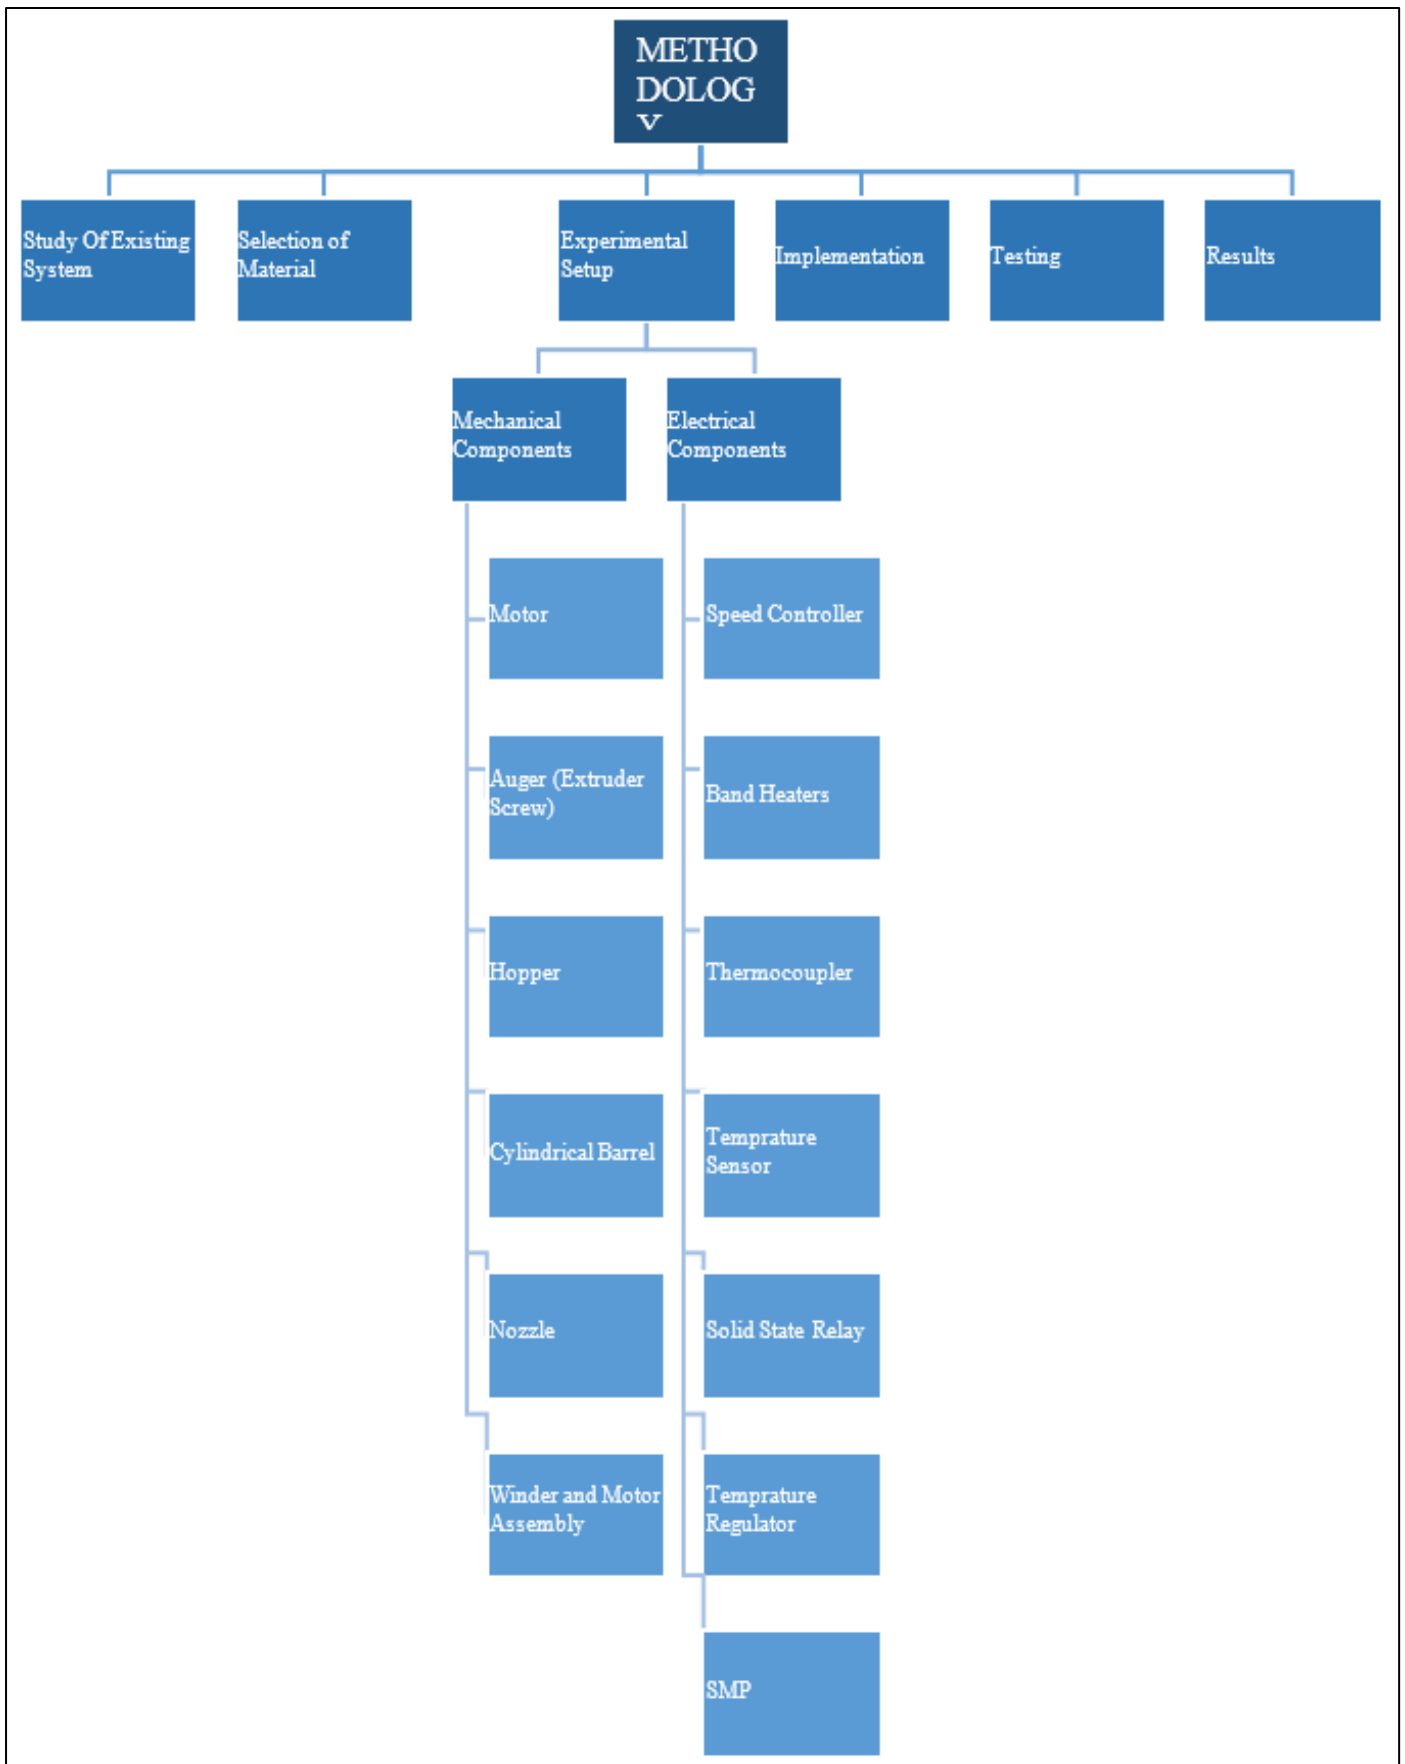 METHO
DOLOG
Y
Study Of Existing
System
Selection of
Material
Experimental
Setup
Implementation
Testing
Results
Mechanical
Components
Electrical
Components
Motor
Speed Controller
Auger (Extruder
Screw)
Band Heaters
Hopper
Thermocoupler
Cylindrical Barrel
Temprature
Sensor
Nozzle
Solid State Relay
Winder and Motor
Assembly
Temprature
Regulator
SMP